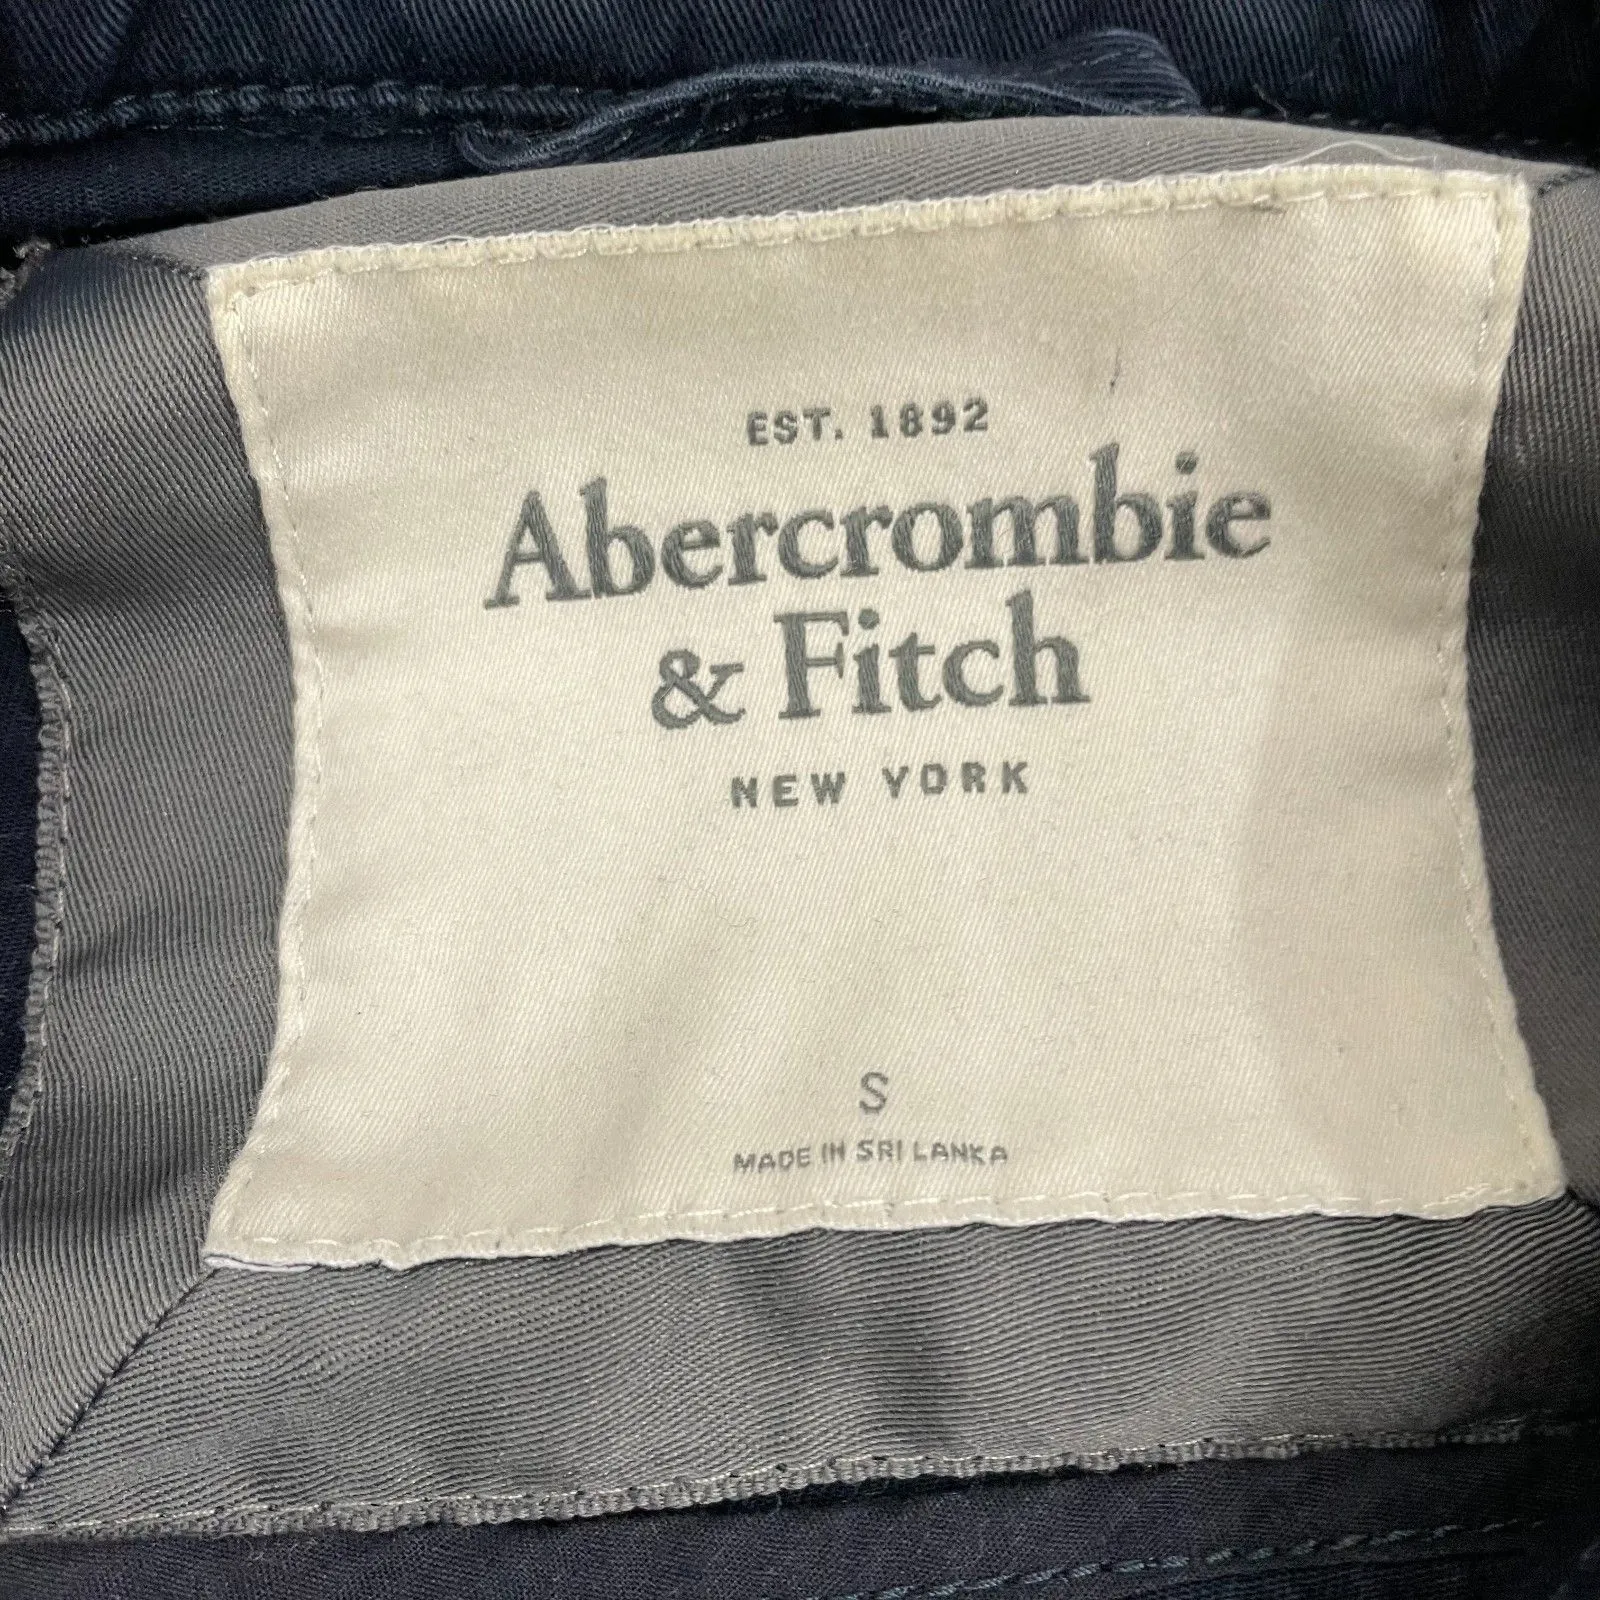 EST. 1892
Abercrombie
& Fitch
NEW YORK
S
MADE IN SRI LANKA